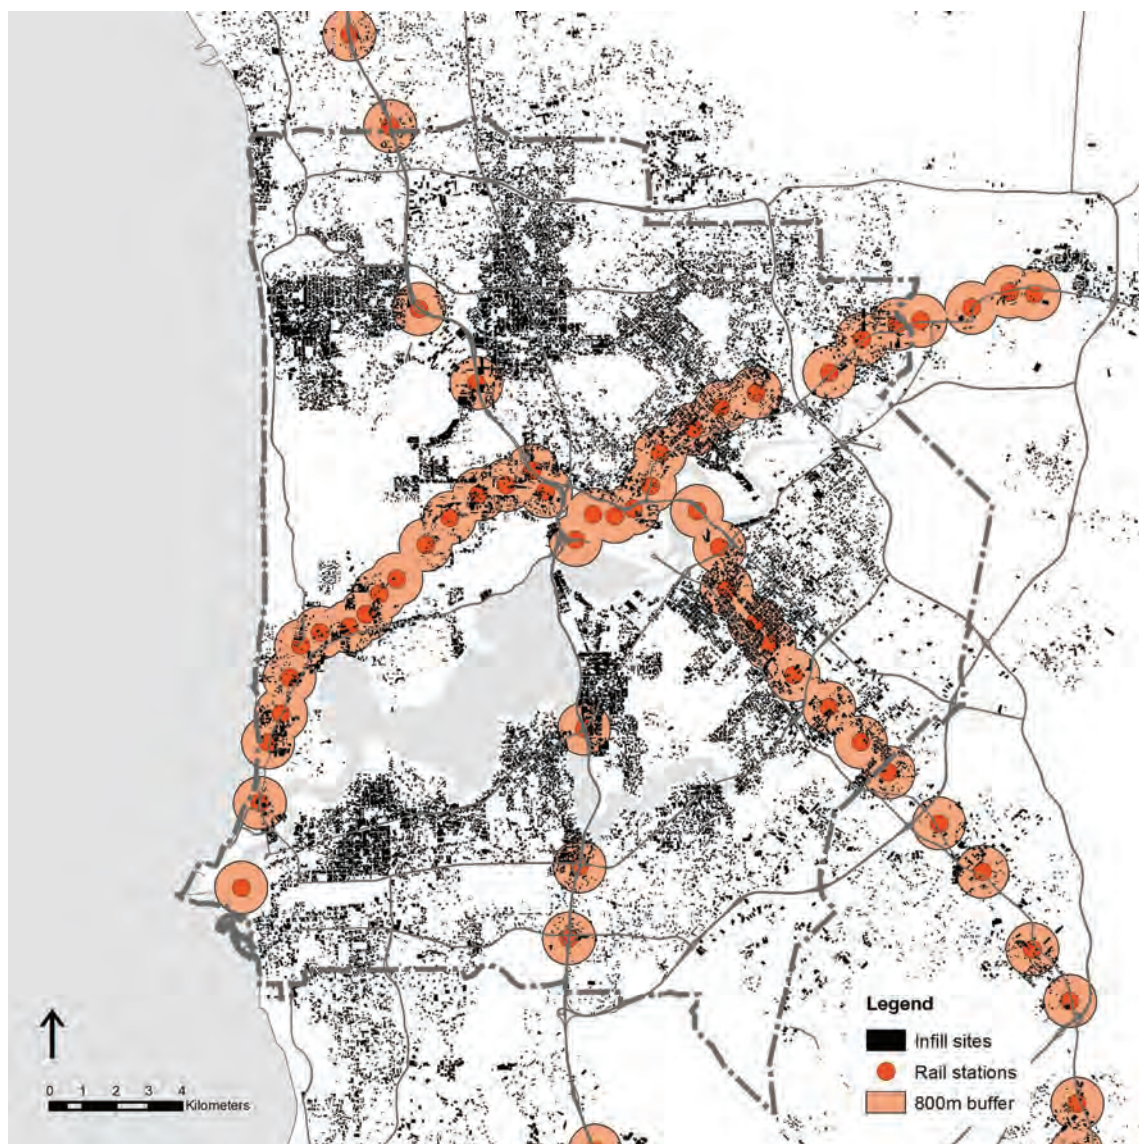 Legend
Infill sites
Rail stations
800m buffer
0 1 2 3 4
Kilometers